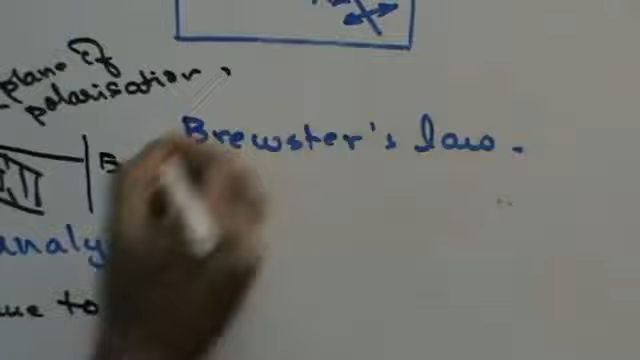 plane of
polarisation.
Brewster's law.
analy
ue to